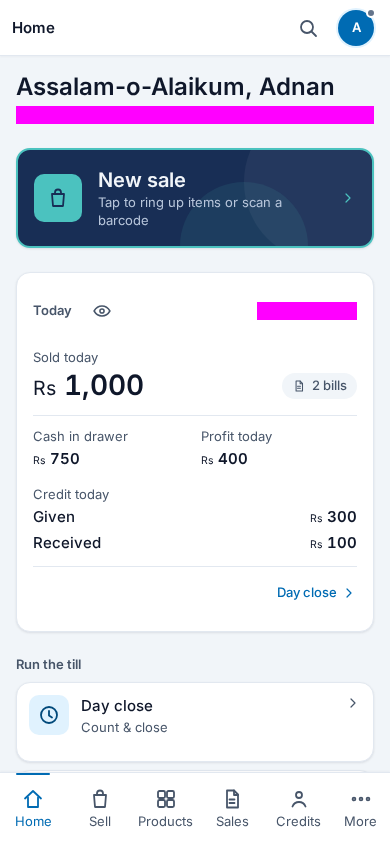 Home
A
Assalam-o-Alaikum, Adnan
New sale
Tap to ring up items or scan a
barcode
Today
Sold today
Rs 1,000
2 bills
Cash in drawer
Profit today
Rs 750
Rs 400
Credit today
Given
Rs 300
Received
Rs 100
Day close
Run the till
Day close
Count & close
Home
Sell
Products
Sales
Credits
More